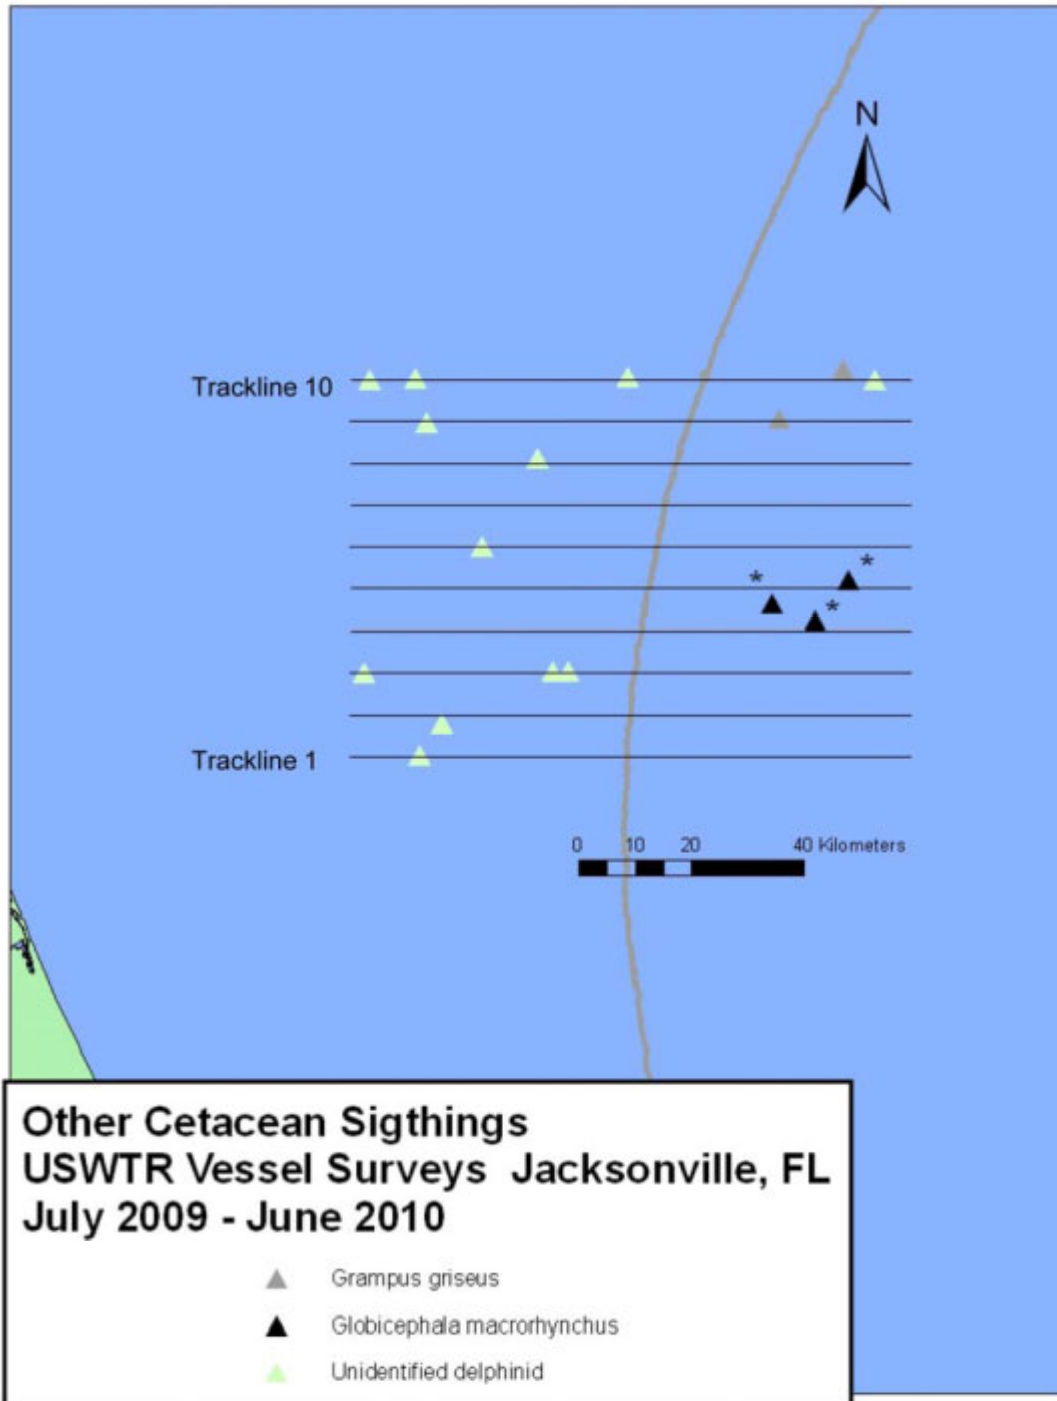 N
Trackline 10
*
*
*
Trackline 1
0 10 20 40 Kilometers
Other Cetacean Sigthings
USWTR Vessel Surveys Jacksonville, FL
July 2009 - June 2010
Grampus griseus
Globicephala macrorhynchus
Unidentified delphinid